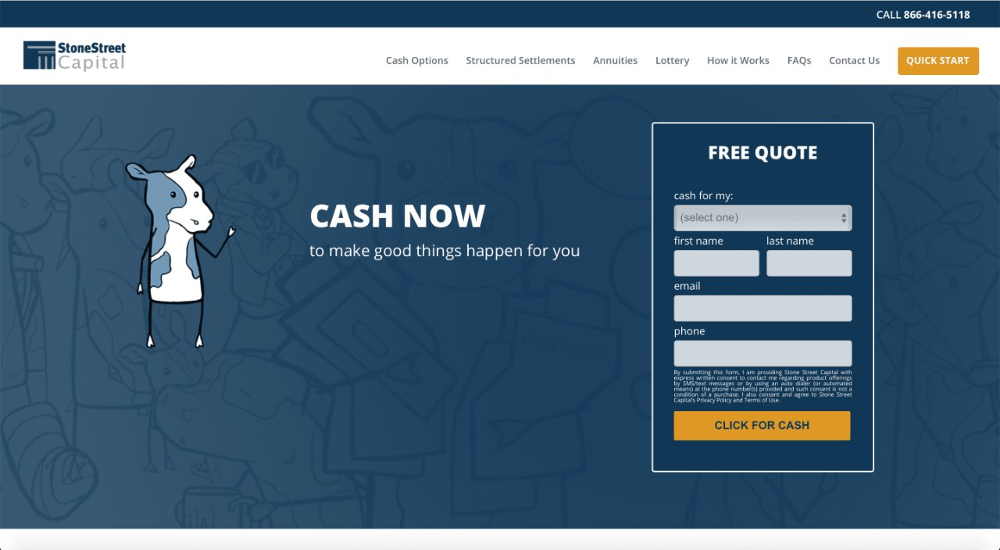 CALL 866-416-5118
StoneStreet
Capital
Cash Options
Structured Settlements
Annuities
Lottery
How it Works
FAQs
Contact Us
QUICK START
CASH NOW
to make good things happen for you
PAST DUE
FREE QUOTE
cash for my:
(select one)
first name
last name
email
phone
By submitting this form, I am providing Stone Street Capital with
express written consent to contact me regarding product offerings
by SMS/text messages or by using an auto dialer (or automated
means) at the phone number(s) provided and such consent is not a
condition of a purchase. I also consent and agree to Stone Street
Capital's Privacy Policy and Terms of Use.
CLICK FOR CASH